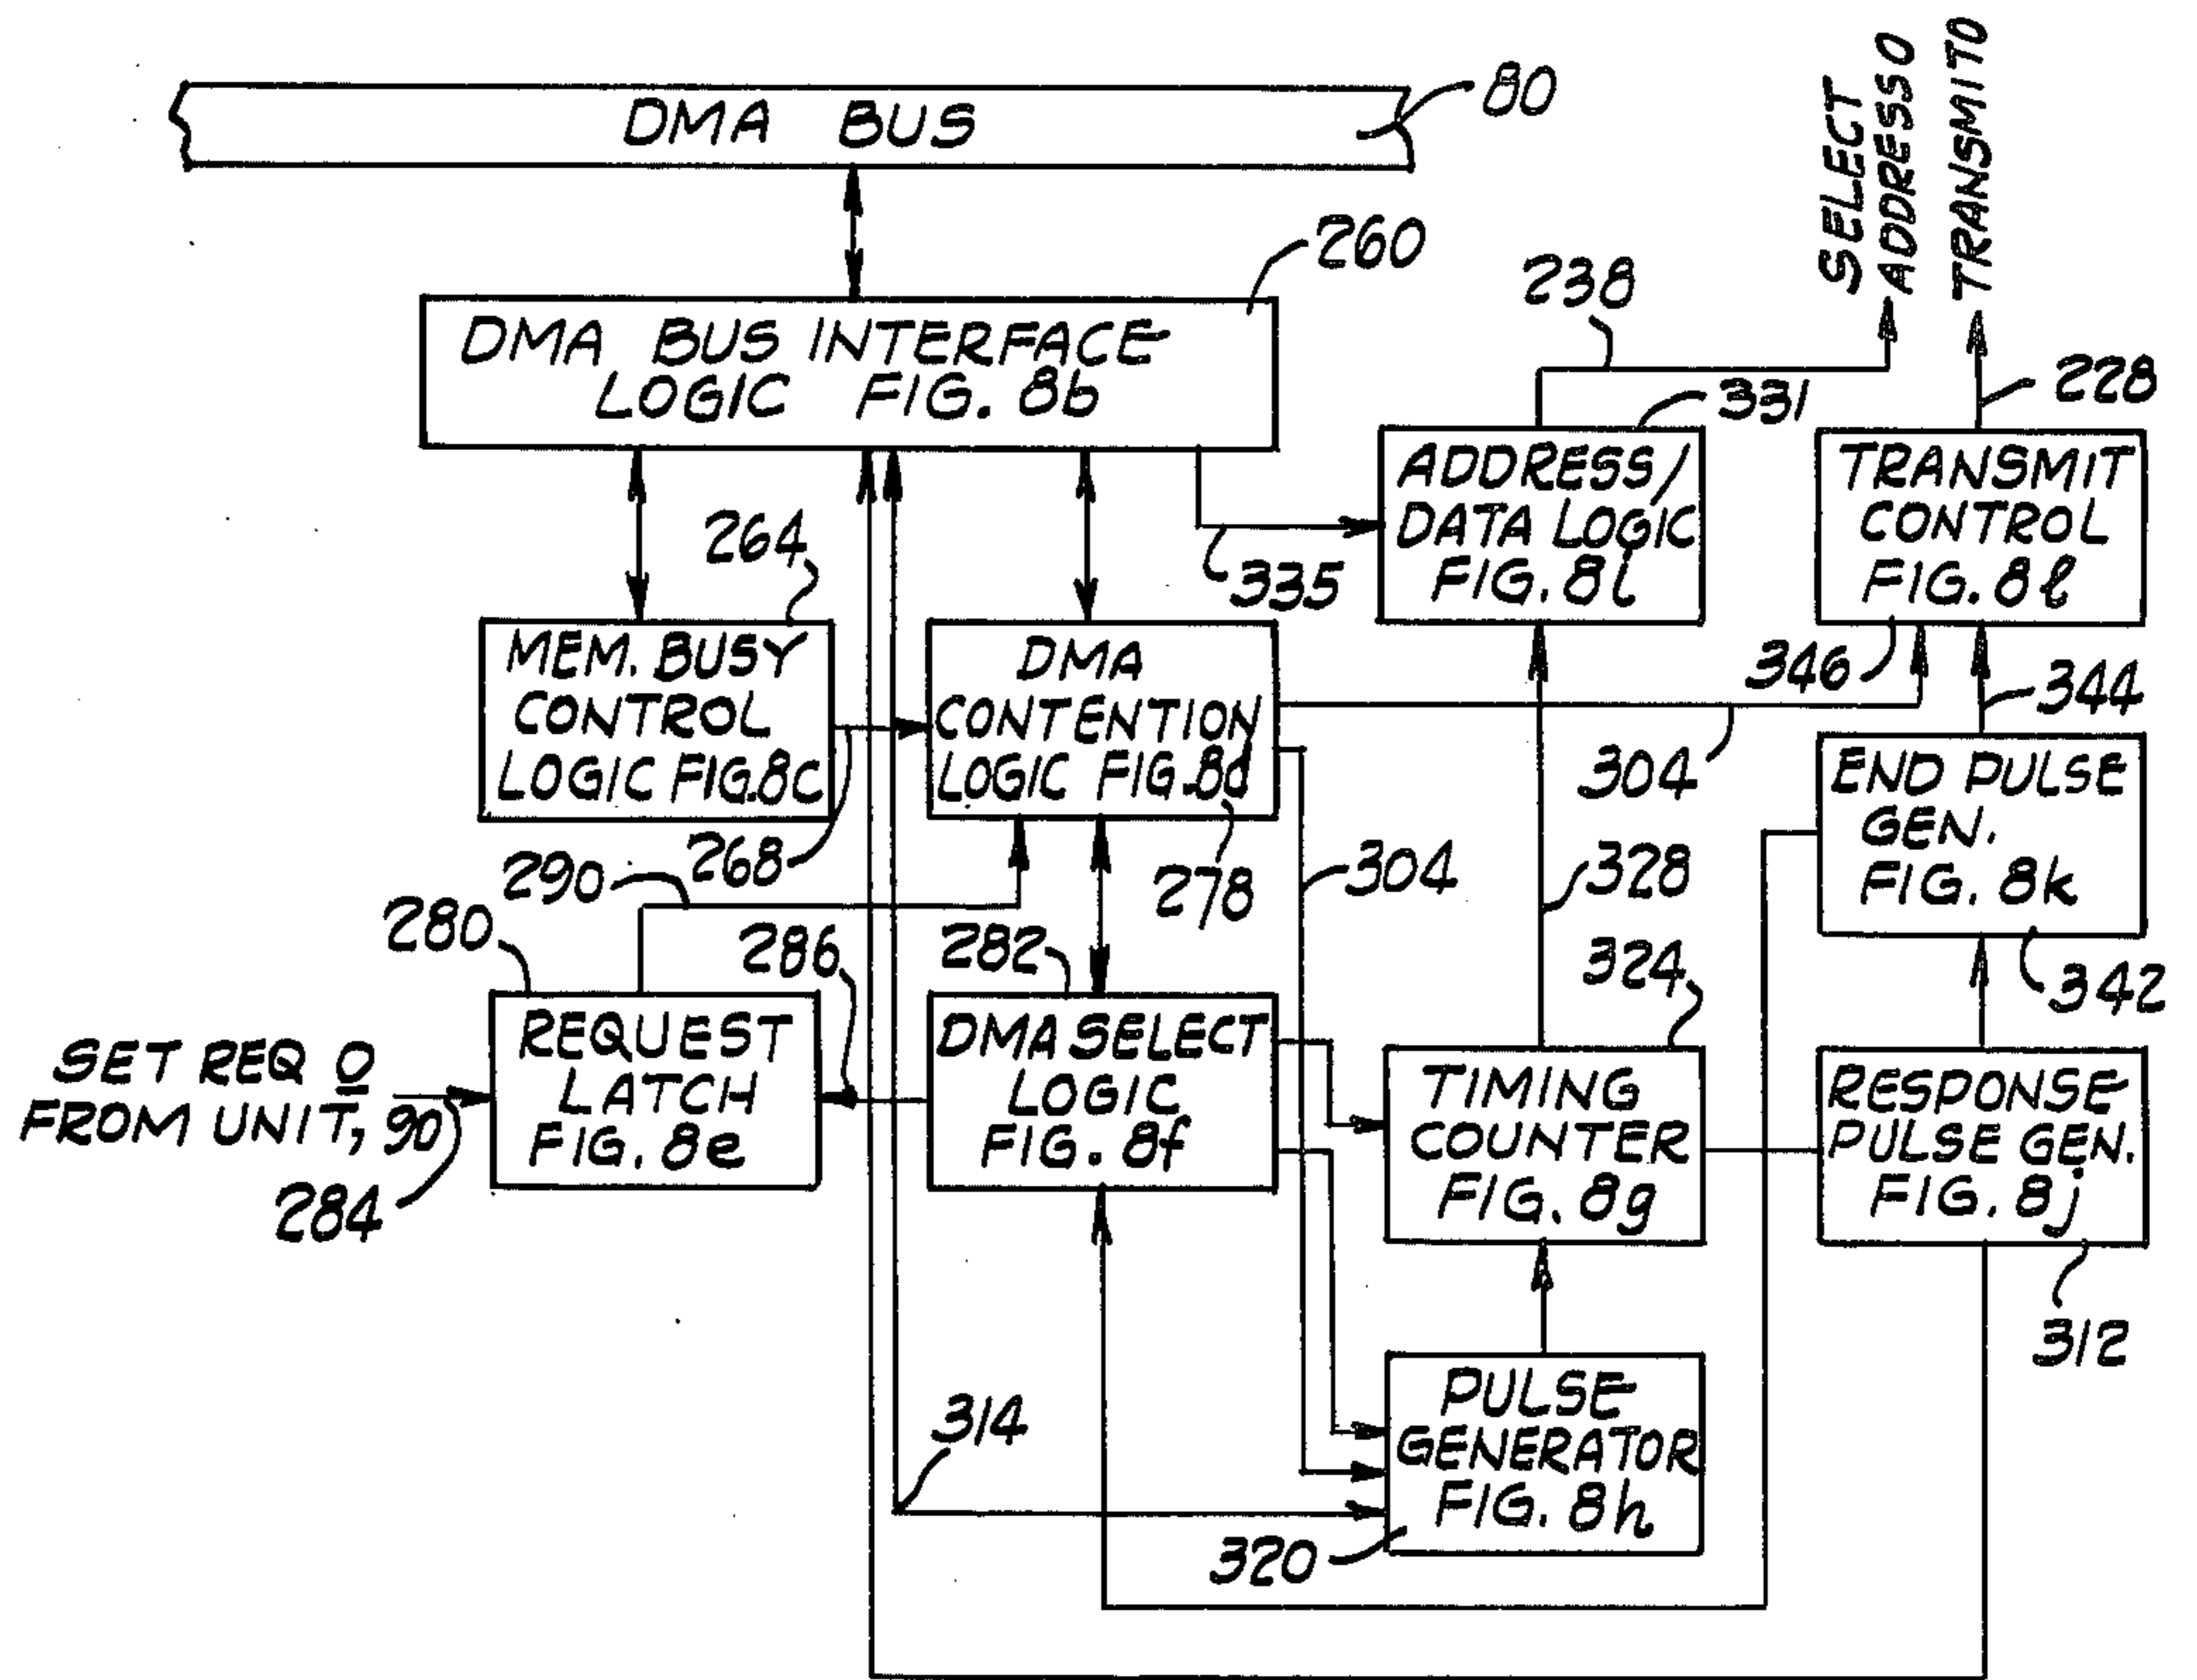 DMA BUS
80
SELECT
ADDRESS 0
TRANSMIT0
260
DMA BUS INTERFACE
LOGIC FIG. 8b
238
331
228
ADDRESS/
DATA LOGIC
FIG. 8i
TRANSMIT
CONTROL
FIG. 8l
264
335
346
344
MEM. BUSY
CONTROL
LOGIC FIG.8C
DMA
CONTENTION
LOGIC FIG.8d
304
268
290
278
304
328
END PULSE
GEN.
FIG. 8k
280
286
282
324
342
SET REQ 0
FROM UNIT, 90
284
REQUEST
LATCH
FIG. 8e
DMA SELECT
LOGIC
FIG. 8f
TIMING
COUNTER
FIG. 8g
RESPONSE
PULSE GEN.
FIG. 8j
312
314
PULSE
GENERATOR
FIG. 8h
320